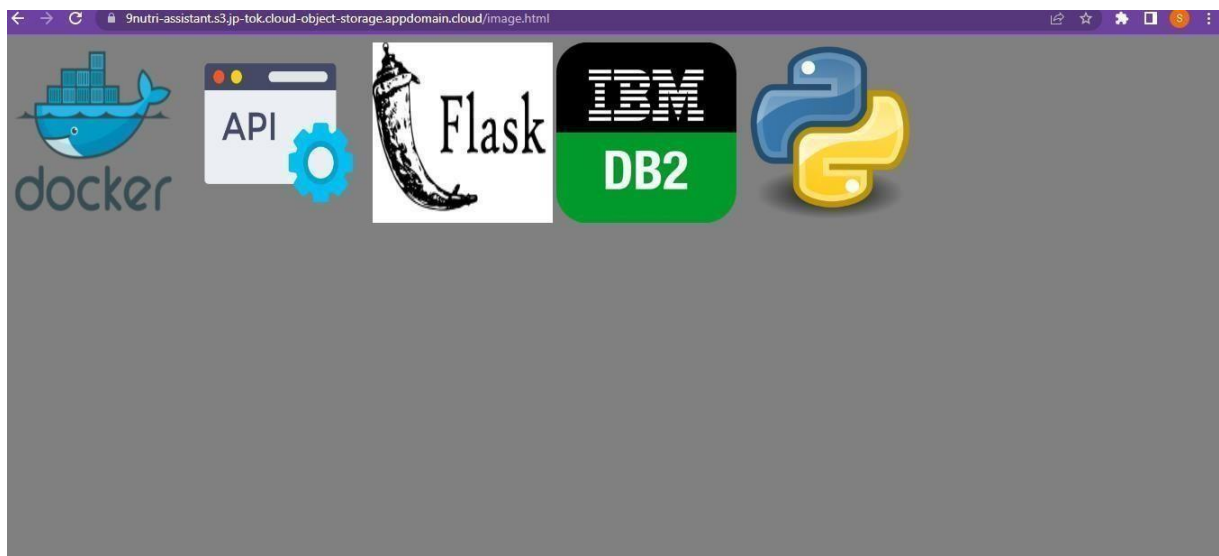 9nutri-assistant.s3.jp-tok.cloud-object-storage.appdomain.cloud/image.html
S
docker
API
Flask
IBM
DB2